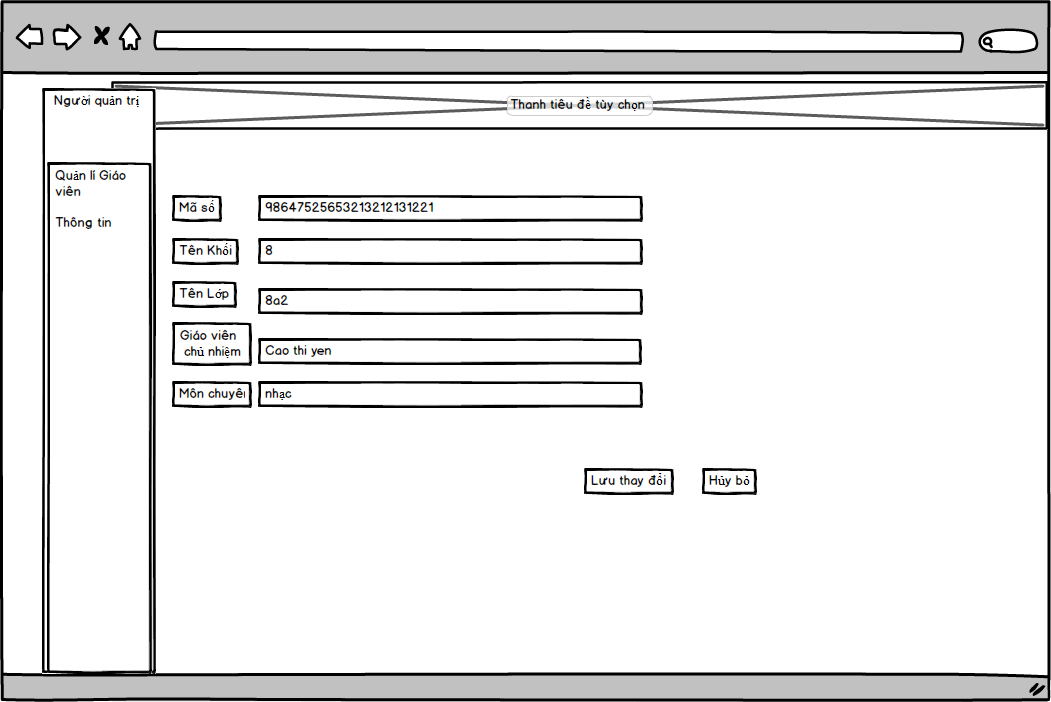 Người quản trị
Thanh tiêu đề tùy chọn
Quản lí Giáo
viên
Thông tin
Mã số
98647525653213212131221
Tên Khối
8
Tên Lớp
8a2
Giáo viên
chủ nhiệm
Cao thi yen
Môn chuyên
nhạc
Lưu thay đổi
Hủy bỏ